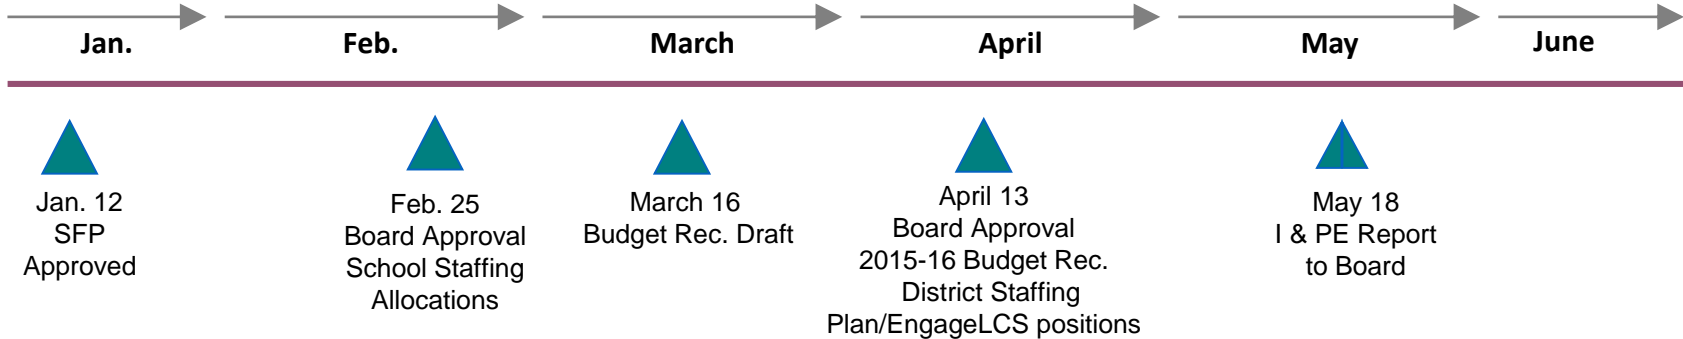 Jan.
Feb.
March
April
May
June
Jan. 12
SFP
Approved
Feb. 25
Board Approval
School Staffing
Allocations
March 16
Budget Rec. Draft
April 13
Board Approval
2015-16 Budget Rec.
District Staffing
Plan/EngageLCS positions
May 18
I & PE Report
to Board